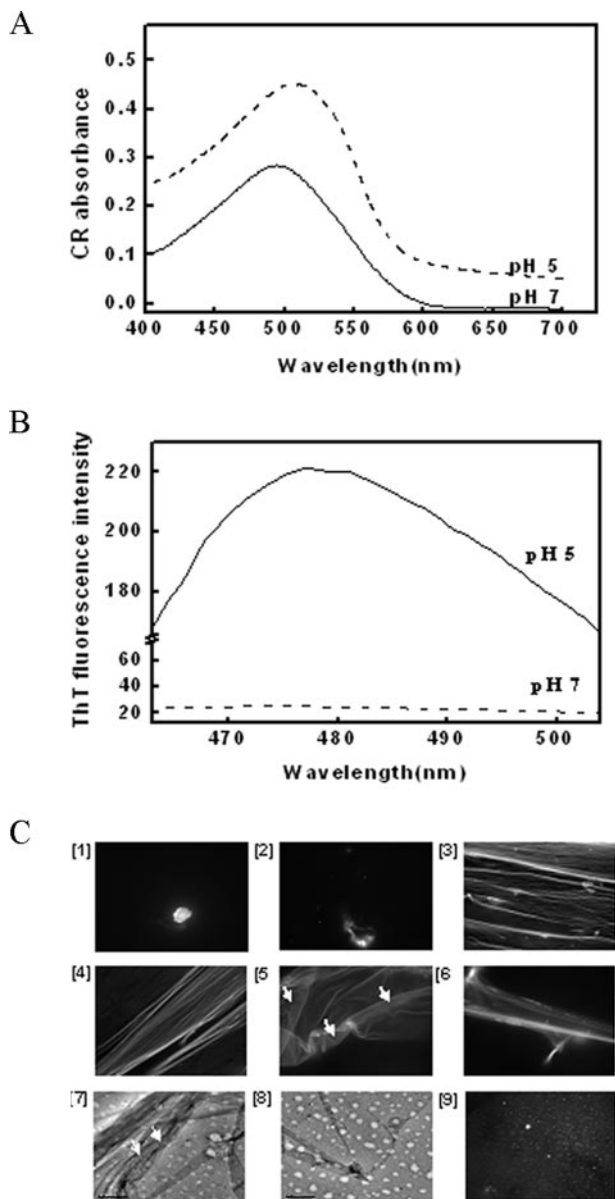 A
CR absorbance
0.5
0.4
0.3
0.2
0.1
0.0
pH 5
pH 7
400 450 500 550 600 650 700
Wavelength(nm)
B
ThT fluorescence intensity
220
200
180
60
40
20
pH 5
pH 7
470 480 490 500
Wavelength(nm)
C
[1] [2] [3]
[4] [5] [6]
[7] [8] [9]